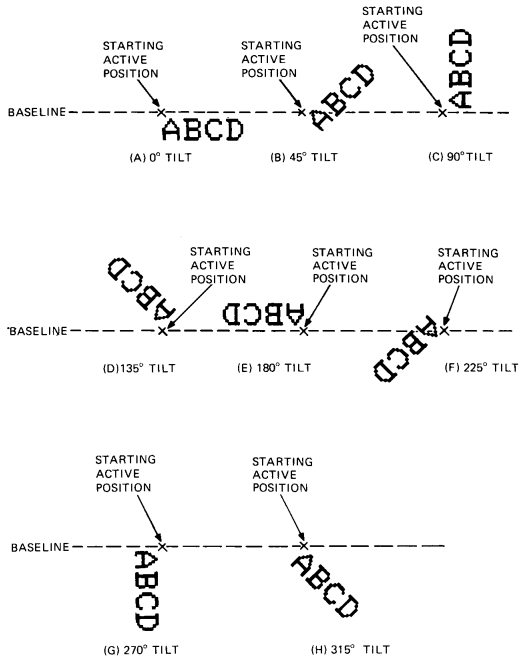 STARTING ACTIVE POSITION
STARTING ACTIVE POSITION
STARTING ACTIVE POSITION
BASELINE
ABCD
ABCD
ABCD
(A) 0° TILT
(B) 45° TILT
(C) 90° TILT
STARTING ACTIVE POSITION
STARTING ACTIVE POSITION
STARTING ACTIVE POSITION
ABCD
ABCD
ABCD
BASELINE
(D) 135° TILT
(E) 180° TILT
(F) 225° TILT
STARTING ACTIVE POSITION
STARTING ACTIVE POSITION
BASELINE
ABCD
ABCD
(G) 270° TILT
(H) 315° TILT